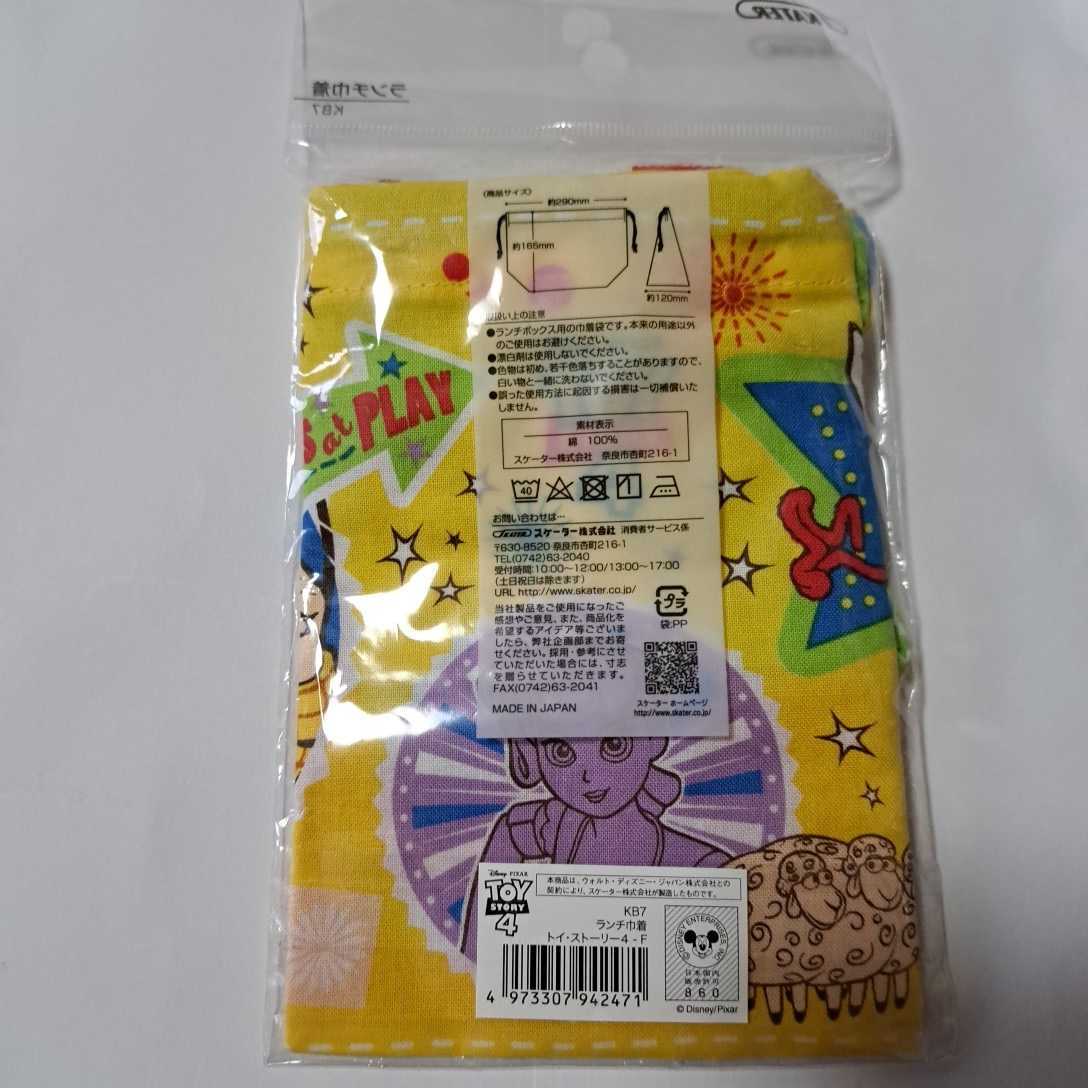 KATER
ランチ巾着
KB7
〈商品サイズ〉
約290mm
約165mm
約120mm
取扱い上の注意
●ランチボックス用の巾着袋です。本来の用途以外
のご使用はお避けください。
●漂白剤は使用しないでください。
●色物は初め、若干色落ちすることがありますので、
白い物と一緒に洗わないでください。
●誤った使用方法に起因する損害は一切補償いた
しません。
素材表示
綿 100%
スケーター株式会社 奈良市杏町216-1
40
お問い合わせは…
スケーター株式会社 消費者サービス係
〒630-8520 奈良市杏町216-1
TEL(0742)63-2040
受付時間:10:00~12:00/13:00~17:00
(土日祝日は除きます)
URL http://www.skater.co.jp/
当社製品をご使用になったご
感想やご意見、また、商品化を
希望するアイデア等ございま
したら、弊社企画部までお寄
せください。採用・参考にさせ
ていただいた場合には、寸志
を贈らせていただきます。
FAX(0742)63-2041
MADE IN JAPAN
プラ
袋:PP
スケーター ホームページ
http://www.skater.co.jp/
at PLAY
Disney PIXAR
TOY
STORY
4
本商品は、ウォルト・ディズニー・ジャパン株式会社との
契約により、スケーター株式会社が製造したものです。
KB7
ランチ巾着
トイ・ストーリー4 - F
4 973307 942471
©DISNEY ENTERPRISES, INC.
日本国内
販売許可
860
© Disney/Pixar